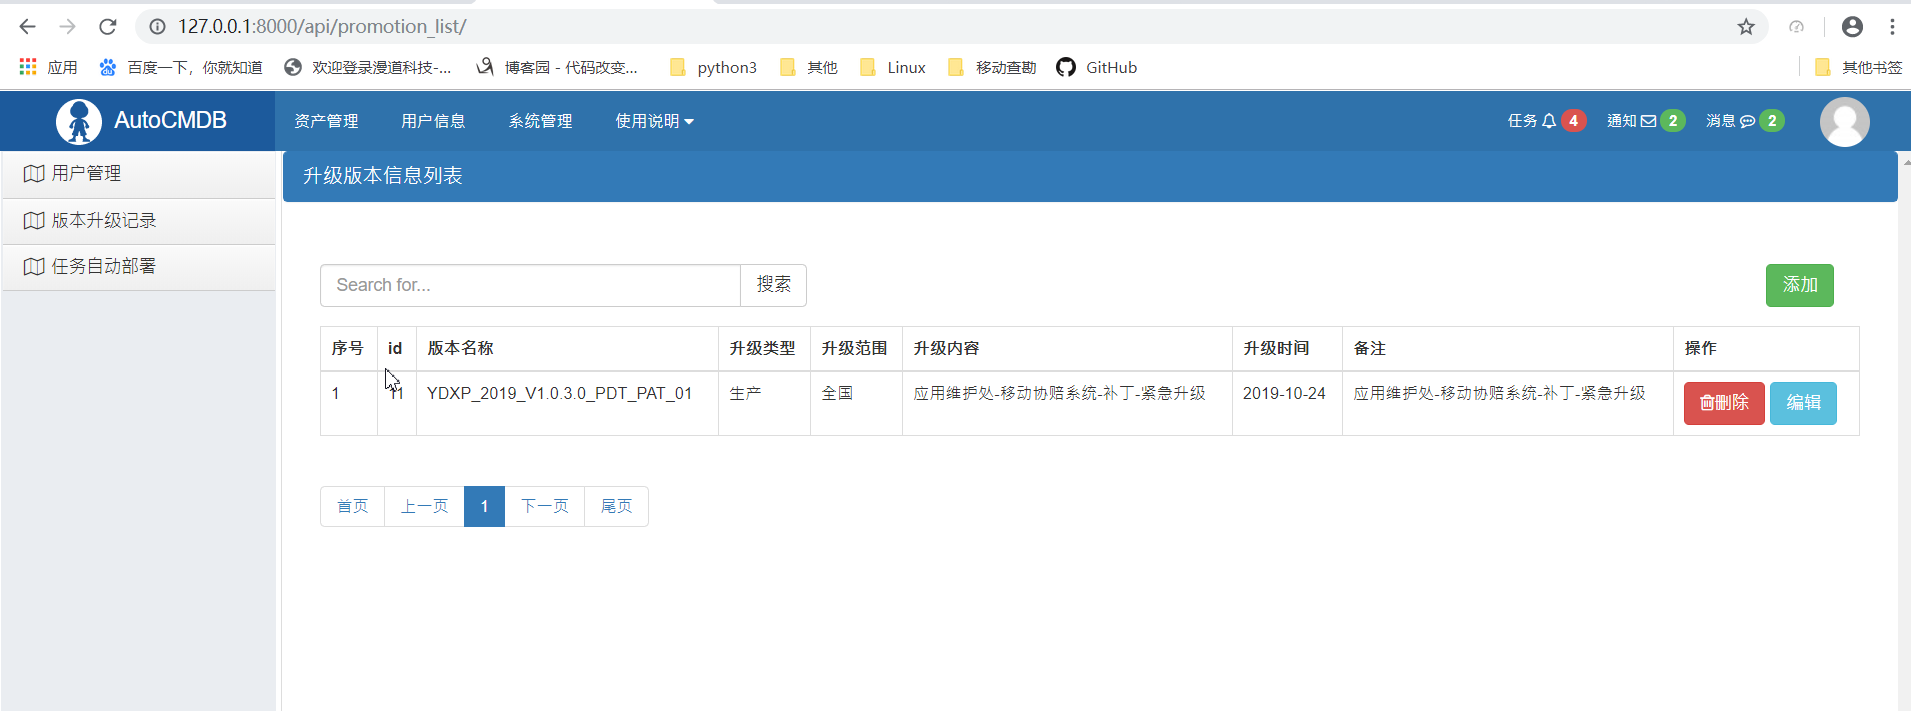 127.0.0.1:8000/api/promotion_list/
应用 百度一下，你就知道 欢迎登录漫道科技-... 博客园 - 代码改变... python3 其他 Linux 移动查勘 GitHub 其他书签
AutoCMDB 资产管理 用户信息 系统管理 使用说明 任务 4 通知 2 消息 2
用户管理
版本升级记录
任务自动部署
升级版本信息列表
Search for... 搜索 添加
序号 id 版本名称 升级类型 升级范围 升级内容 升级时间 备注 操作
1 11 YDXP_2019_V1.0.3.0_PDT_PAT_01 生产 全国 应用维护处-移动协赔系统-补丁-紧急升级 2019-10-24 应用维护处-移动协赔系统-补丁-紧急升级 删除 编辑
首页 上一页 1 下一页 尾页